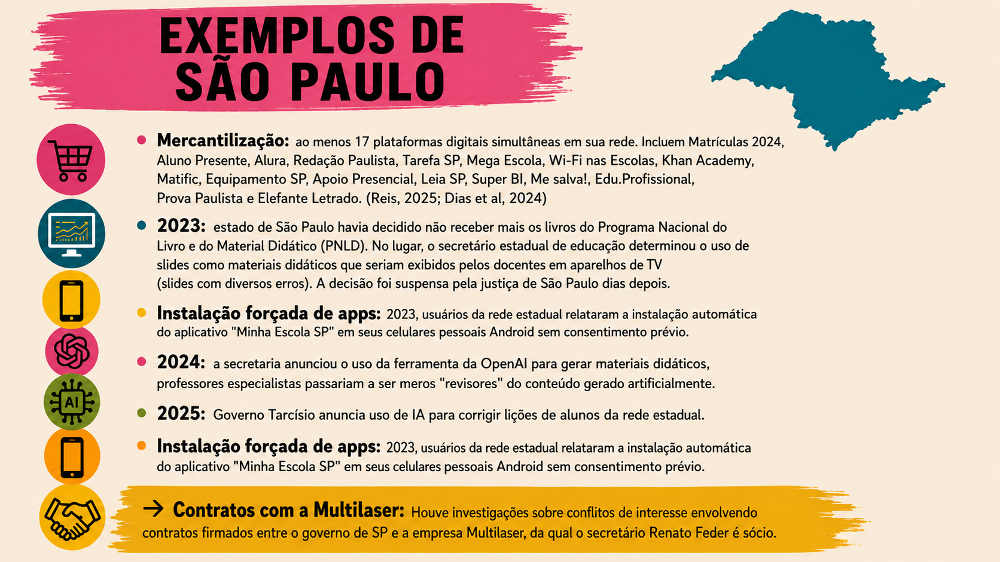 EXEMPLOS DE
SÃO PAULO
Mercantilização: ao menos 17 plataformas digitais simultâneas em sua rede. Incluem Matrículas 2024,
Aluno Presente, Alura, Redação Paulista, Tarefa SP, Mega Escola, Wi-Fi nas Escolas, Khan Academy,
Matific, Equipamento SP, Apoio Presencial, Leia SP, Super BI, Me salva!, Edu.Profissional,
Prova Paulista e Elefante Letrado. (Reis, 2025; Dias et al, 2024)
2023: estado de São Paulo havia decidido não receber mais os livros do Programa Nacional do
Livro e do Material Didático (PNLD). No lugar, o secretário estadual de educação determinou o uso de
slides como materiais didáticos que seriam exibidos pelos docentes em aparelhos de TV
(slides com diversos erros). A decisão foi suspensa pela justiça de São Paulo dias depois.
Instalação forçada de apps: 2023, usuários da rede estadual relataram a instalação automática
do aplicativo "Minha Escola SP" em seus celulares pessoais Android sem consentimento prévio.
2024: a secretaria anunciou o uso da ferramenta da OpenAI para gerar materiais didáticos,
professores especialistas passariam a ser meros "revisores" do conteúdo gerado artificialmente.
AI
2025: Governo Tarcísio anuncia uso de IA para corrigir lições de alunos da rede estadual.
Instalação forçada de apps: 2023, usuários da rede estadual relataram a instalação automática
do aplicativo "Minha Escola SP" em seus celulares pessoais Android sem consentimento prévio.
→ Contratos com a Multilaser: Houve investigações sobre conflitos de interesse envolvendo
contratos firmados entre o governo de SP e a empresa Multilaser, da qual o secretário Renato Feder é sócio.